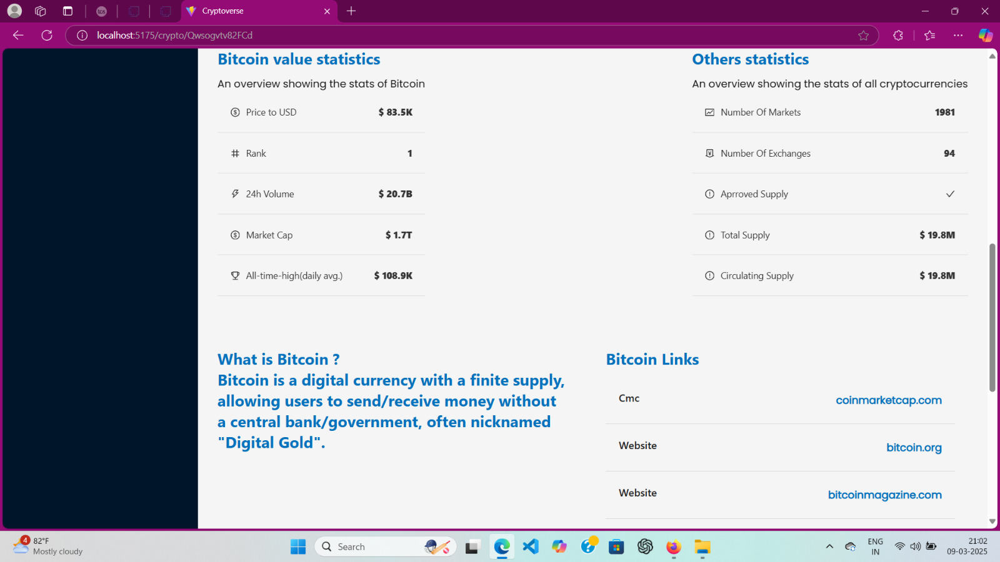 tcs
Cryptoverse
localhost:5175/crypto/Qwsogvtv82FCd
Bitcoin value statistics
An overview showing the stats of Bitcoin
Price to USD $ 83.5K
Rank 1
24h Volume $ 20.7B
Market Cap $ 1.7T
All-time-high(daily avg.) $ 108.9K
Others statistics
An overview showing the stats of all cryptocurrencies
Number Of Markets 1981
Number Of Exchanges 94
Aprroved Supply
Total Supply $ 19.8M
Circulating Supply $ 19.8M
What is Bitcoin ?
Bitcoin is a digital currency with a finite supply,
allowing users to send/receive money without
a central bank/government, often nicknamed
"Digital Gold".
Bitcoin Links
Cmc coinmarketcap.com
Website bitcoin.org
Website bitcoinmagazine.com
4
82°F
Mostly cloudy
Search
ENG
IN
21:02
09-03-2025